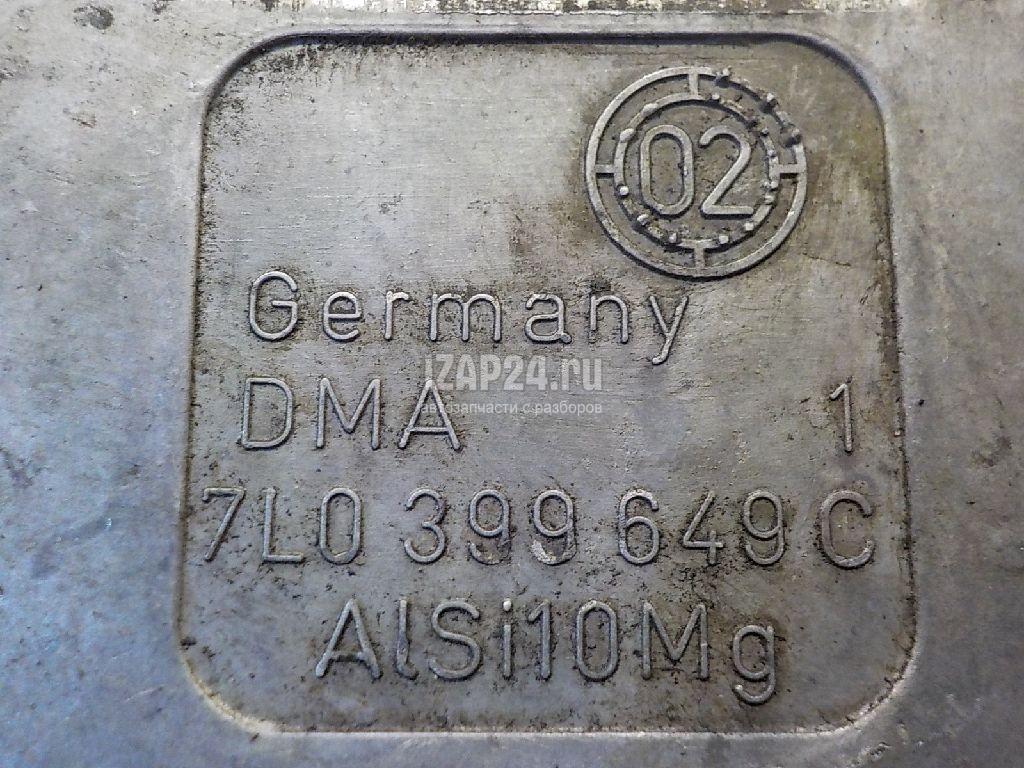 02
Germany
iZAP24.ru
автозапчасти с разборов
DMA 1
7L0 399 649 C
AlSi10Mg